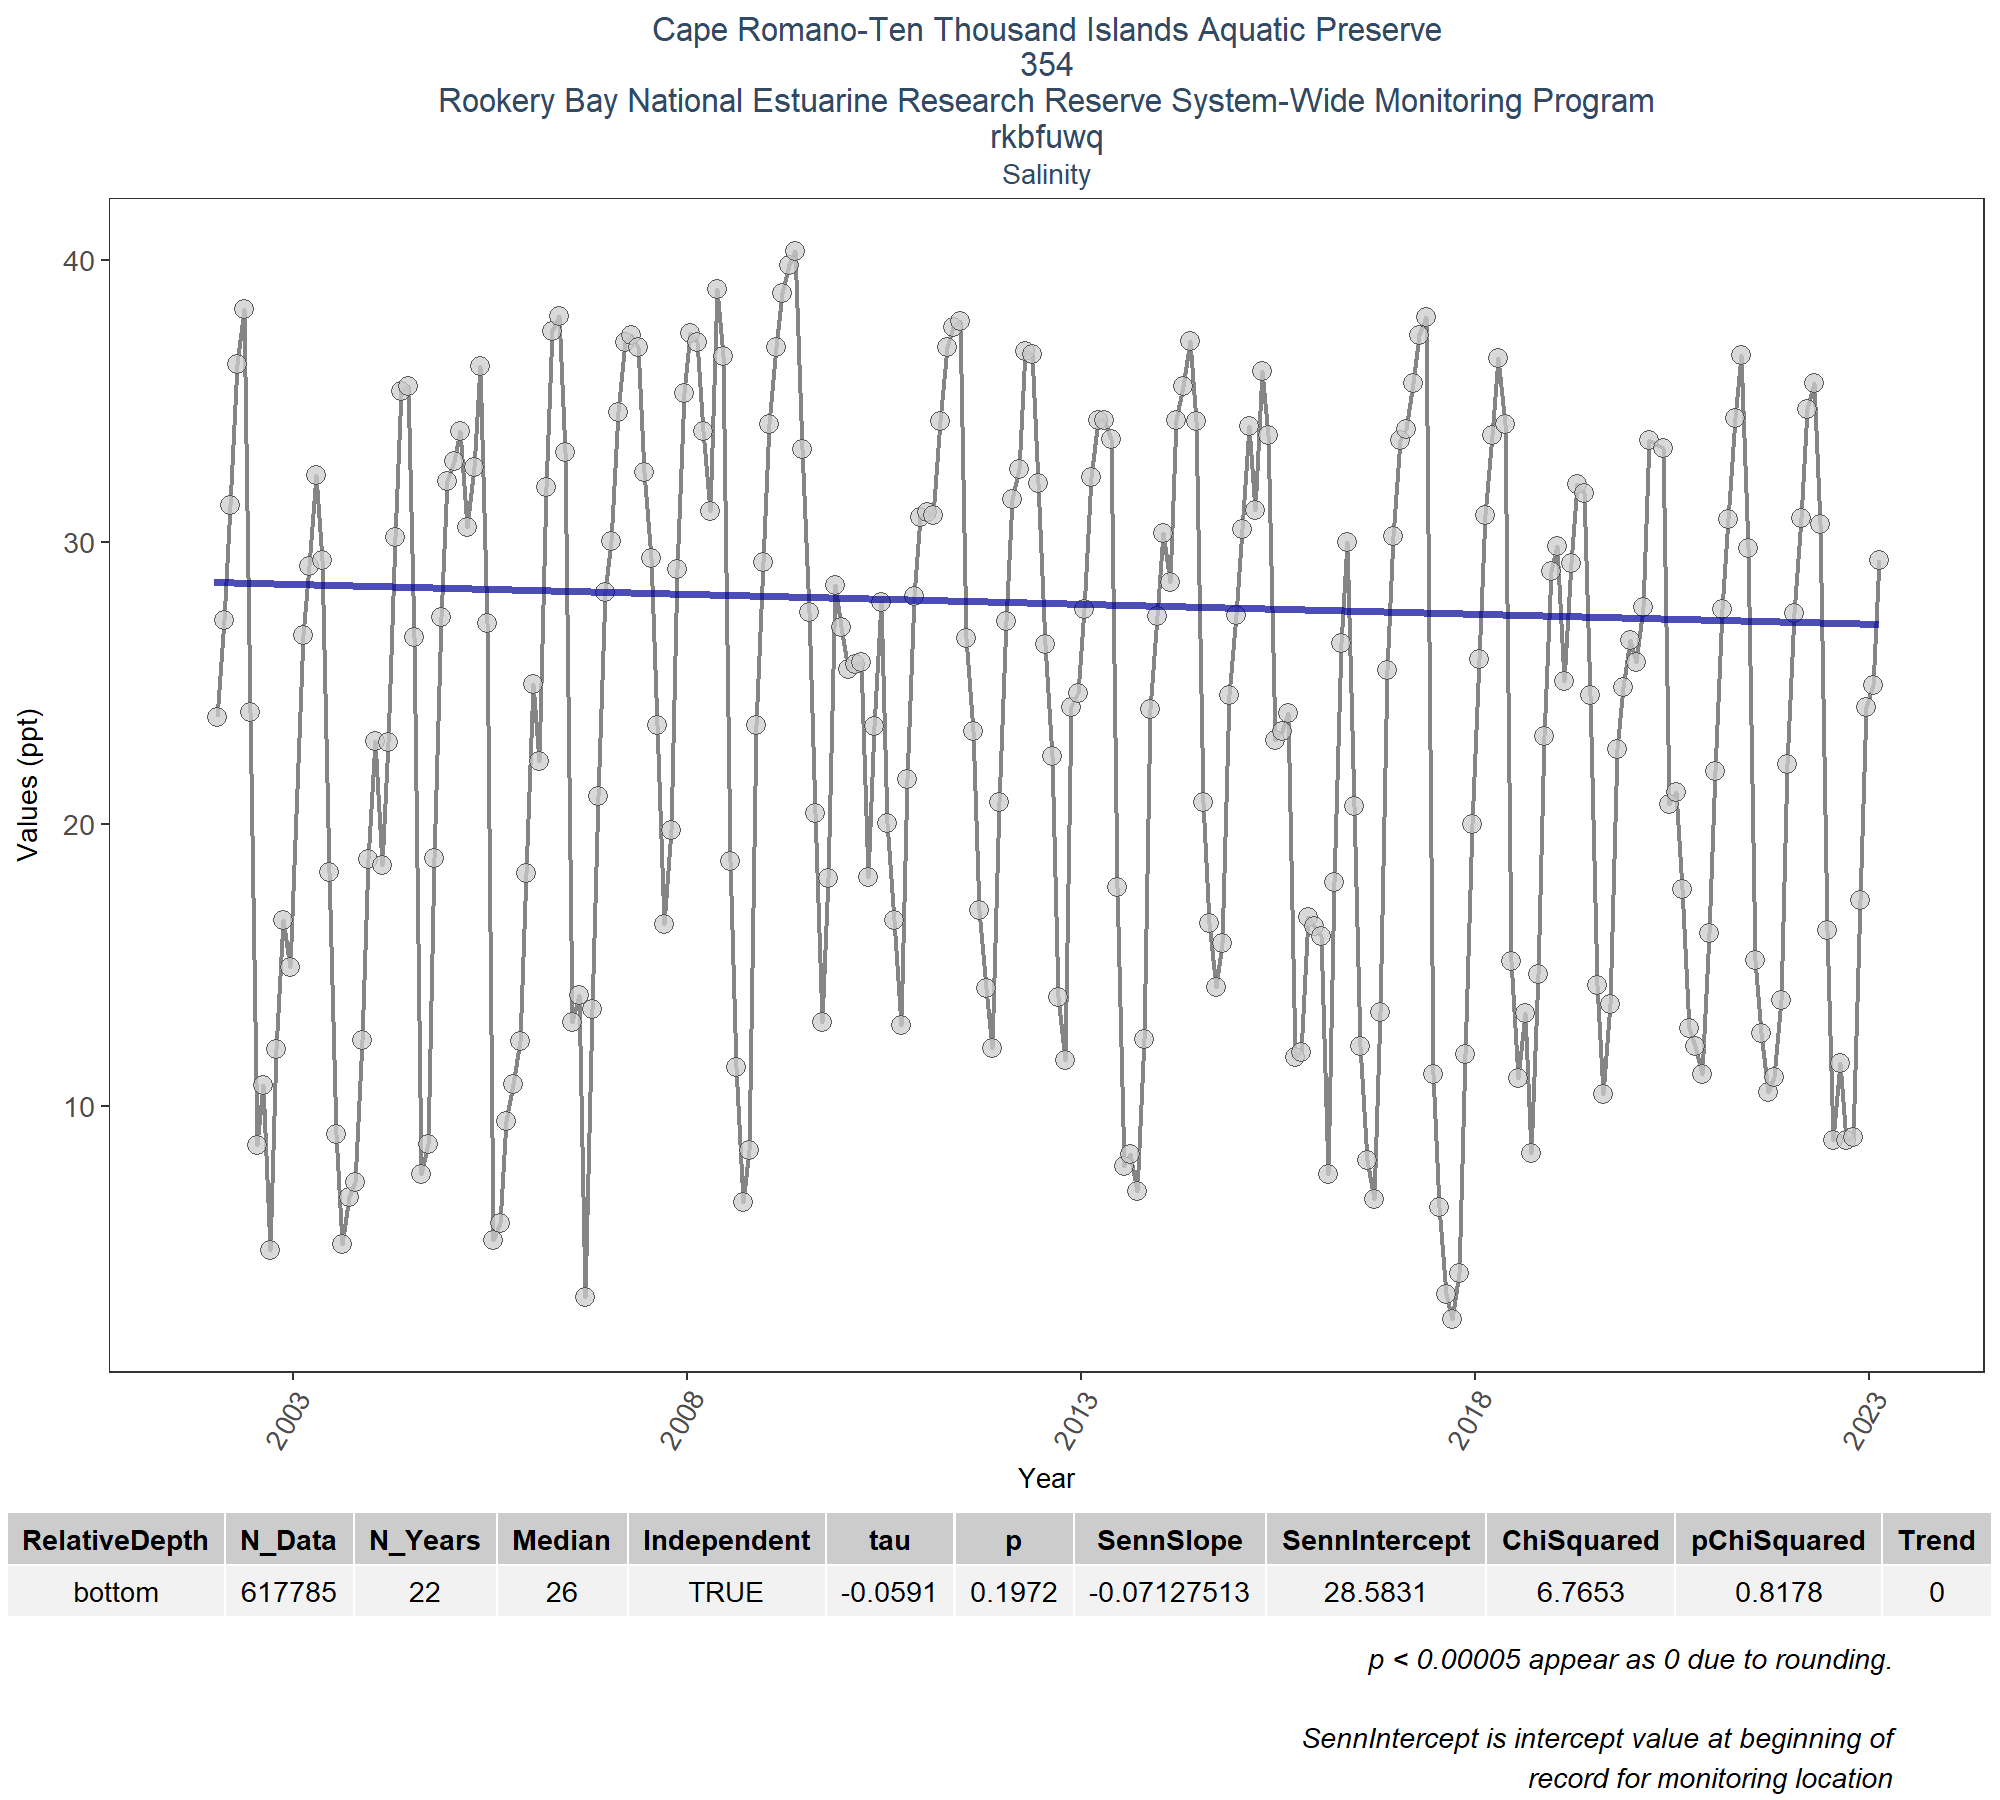 Cape Romano-Ten Thousand Islands Aquatic Preserve
354
Rookery Bay National Estuarine Research Reserve System-Wide Monitoring Program
rkbfuwq
Salinity
Values (ppt)
40
30
20
10
2003 2008 2013 2018 2023
Year
RelativeDepth N_Data N_Years Median Independent tau p SennSlope SennIntercept ChiSquared pChiSquared Trend
bottom 617785 22 26 TRUE -0.0591 0.1972 -0.07127513 28.5831 6.7653 0.8178 0
p < 0.00005 appear as 0 due to rounding.
SennIntercept is intercept value at beginning of
record for monitoring location